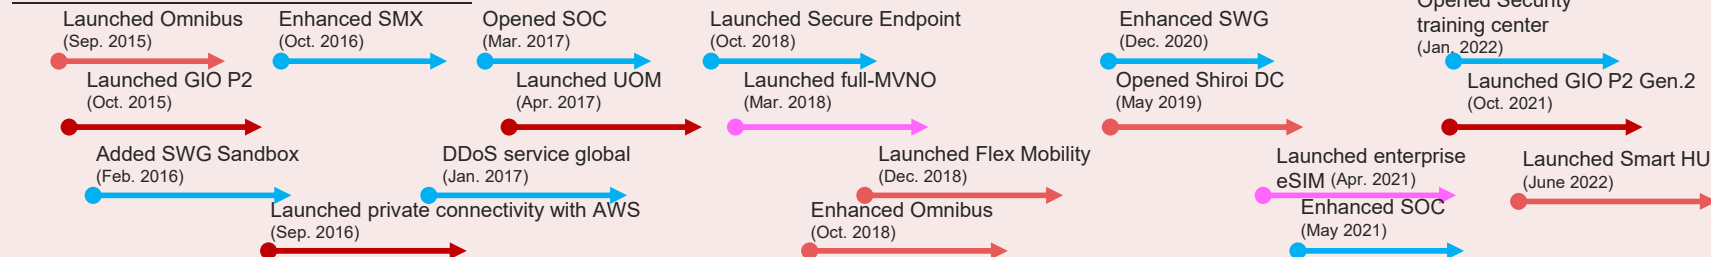 Opened Security
Launched Omnibus
(Sep. 2015)
Enhanced SMX
(Oct. 2016)
Opened SOC
(Mar. 2017)
Launched Secure Endpoint
(Oct. 2018)
Enhanced SWG
(Dec. 2020)
training center
(Jan. 2022)
Launched GIO P2
(Oct. 2015)
Launched UOM
(Apr. 2017)
Launched full-MVNO
(Mar. 2018)
Opened Shiroi DC
(May 2019)
Launched GIO P2 Gen.2
(Oct. 2021)
Added SWG Sandbox
(Feb. 2016)
DDoS service global
(Jan. 2017)
Launched Flex Mobility
(Dec. 2018)
Launched enterprise
eSIM (Apr. 2021)
Launched Smart HU
(June 2022)
Launched private connectivity with AWS
(Sep. 2016)
Enhanced Omnibus
(Oct. 2018)
Enhanced SOC
(May 2021)